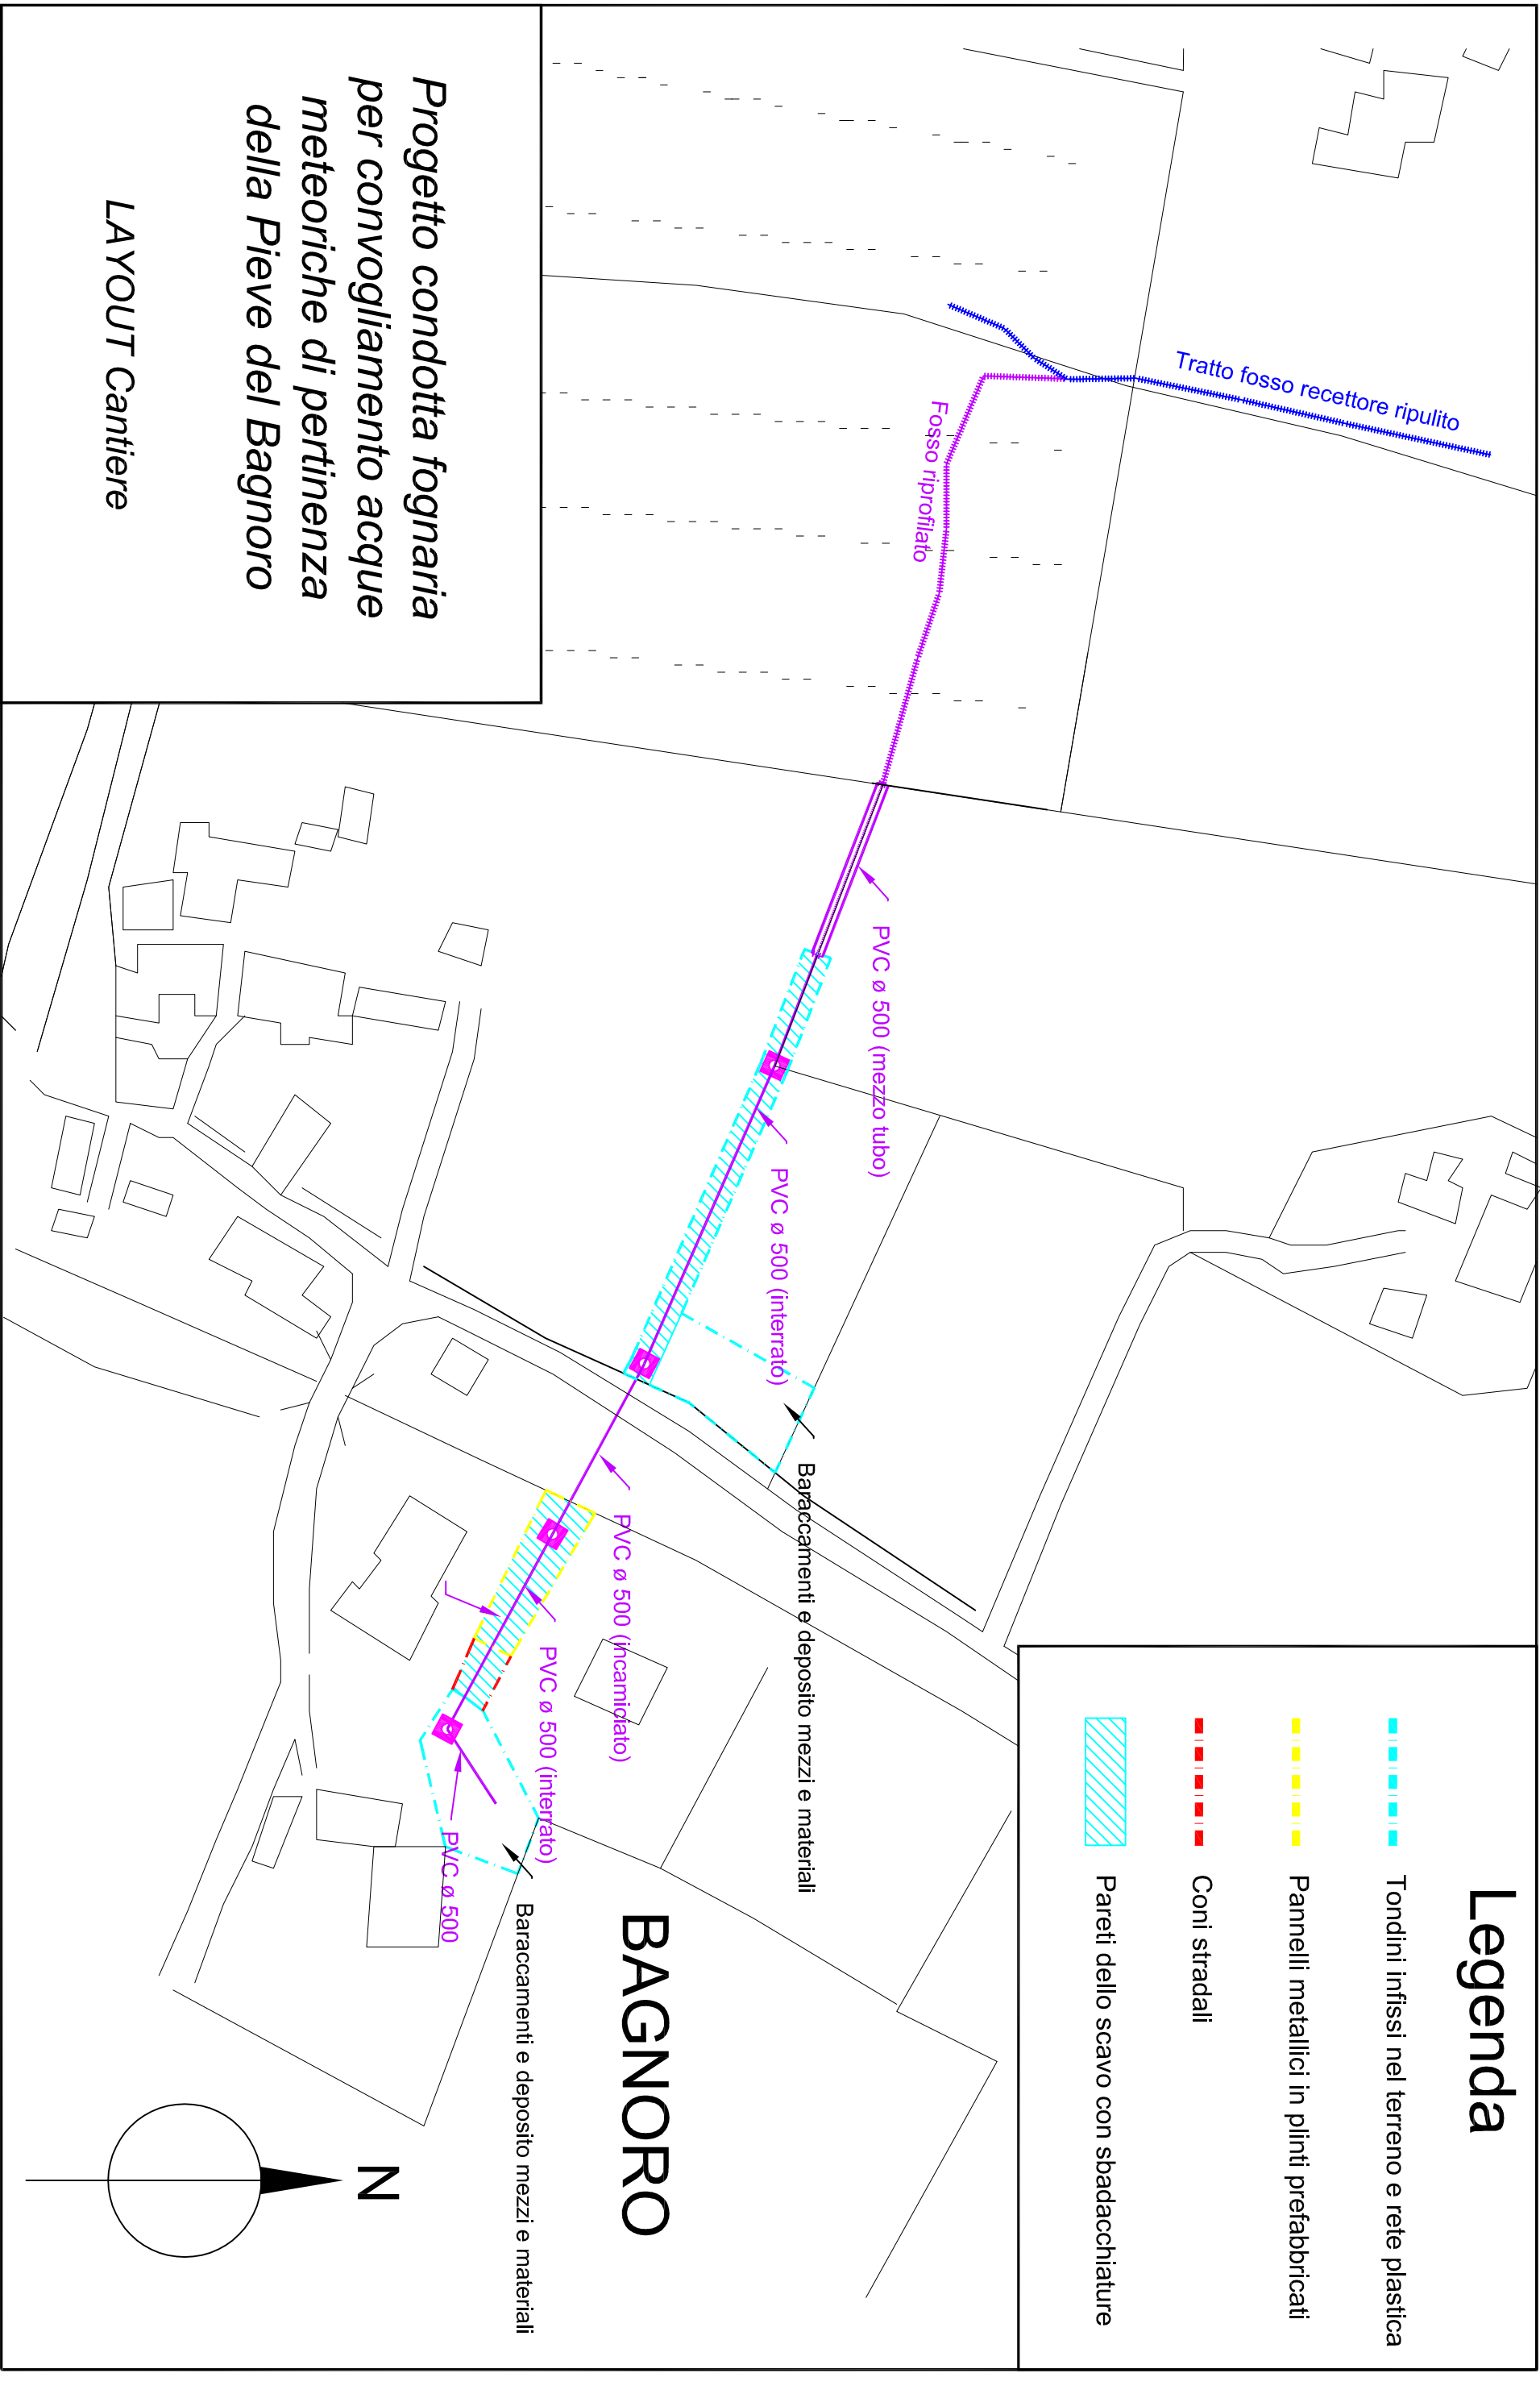 Legenda
Tondini infissi nel terreno e rete plastica
Pannelli metallici in plinti prefabbricati
Coni stradali
Pareti dello scavo con sbadacchiature
Tratto fosso recettore ripulito
Fosso riprofilato
PVC ø 500 (mezzo tubo)
PVC ø 500 (interrato)
Baraccamenti e deposito mezzi e materiali
PVC ø 500 (incamiciato)
PVC ø 500 (interrato)
PVC ø 500
Baraccamenti e deposito mezzi e materiali
BAGNORO
N
Progetto condotta fognaria
per convogliamento acque
meteoriche di pertinenza
della Pieve del Bagnoro
LAYOUT Cantiere